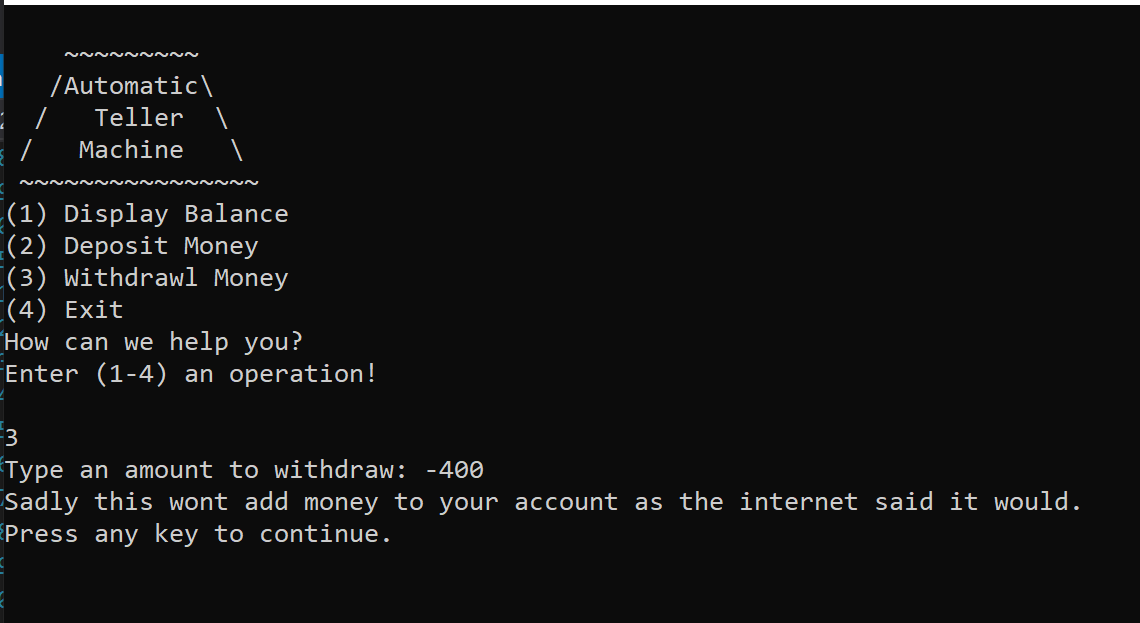 ~~~~~~~~~
/Automatic\
/   Teller  \
/   Machine   \
~~~~~~~~~~~~~~~~
(1) Display Balance
(2) Deposit Money
(3) Withdrawl Money
(4) Exit
How can we help you?
Enter (1-4) an operation!
3
Type an amount to withdraw: -400
Sadly this wont add money to your account as the internet said it would.
Press any key to continue.